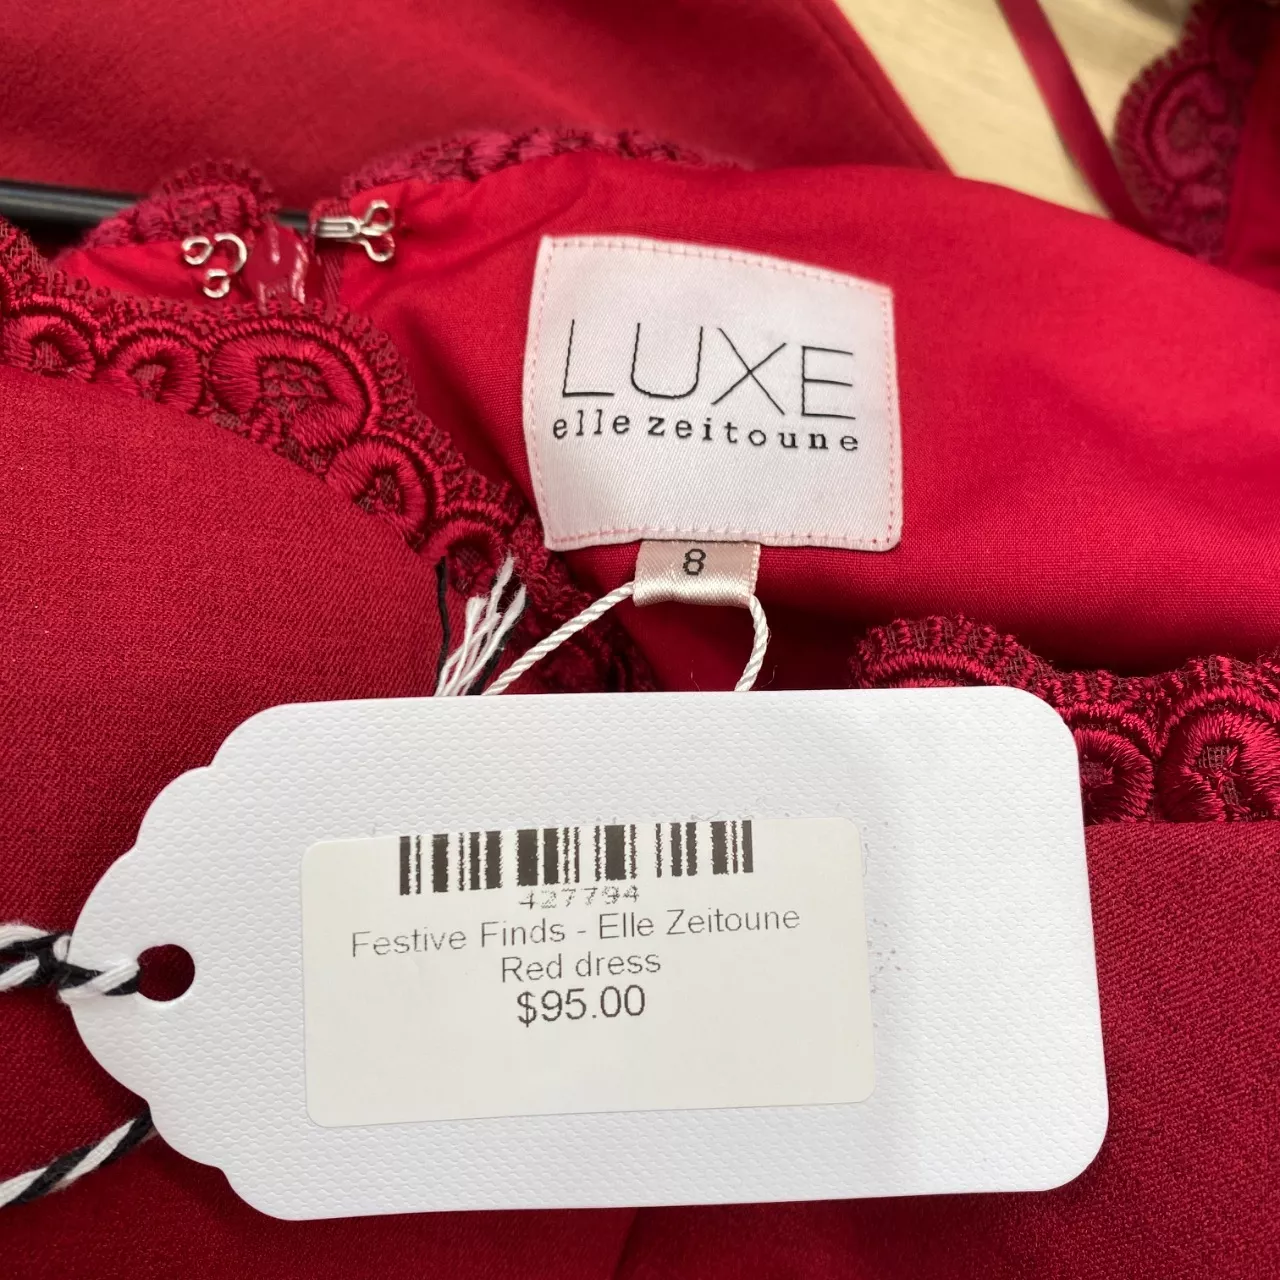 LUXE
elle zeitoune
8
427794
Festive Finds - Elle Zeitoune
Red dress
$95.00